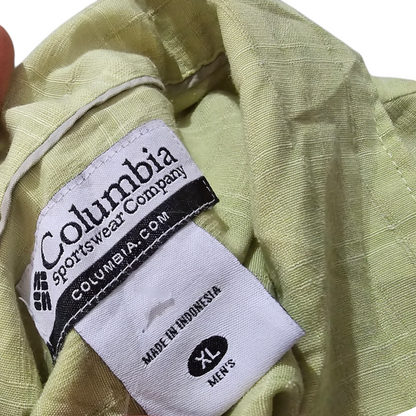 Columbia
Sportswear Company
COLUMBIA.COM
MADE IN INDONESIA
XL
MEN'S